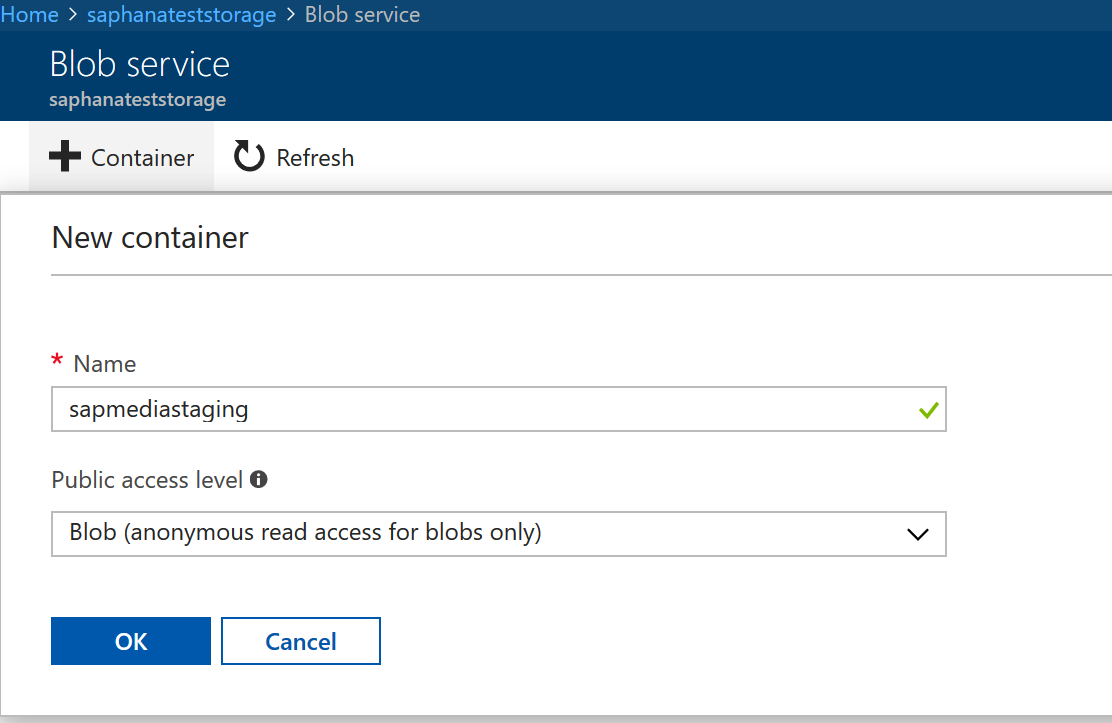 Home > saphanateststorage > Blob service
Blob service
saphanateststorage
Container Refresh
New container
* Name
sapmediastaging
Public access level
Blob (anonymous read access for blobs only)
OK Cancel